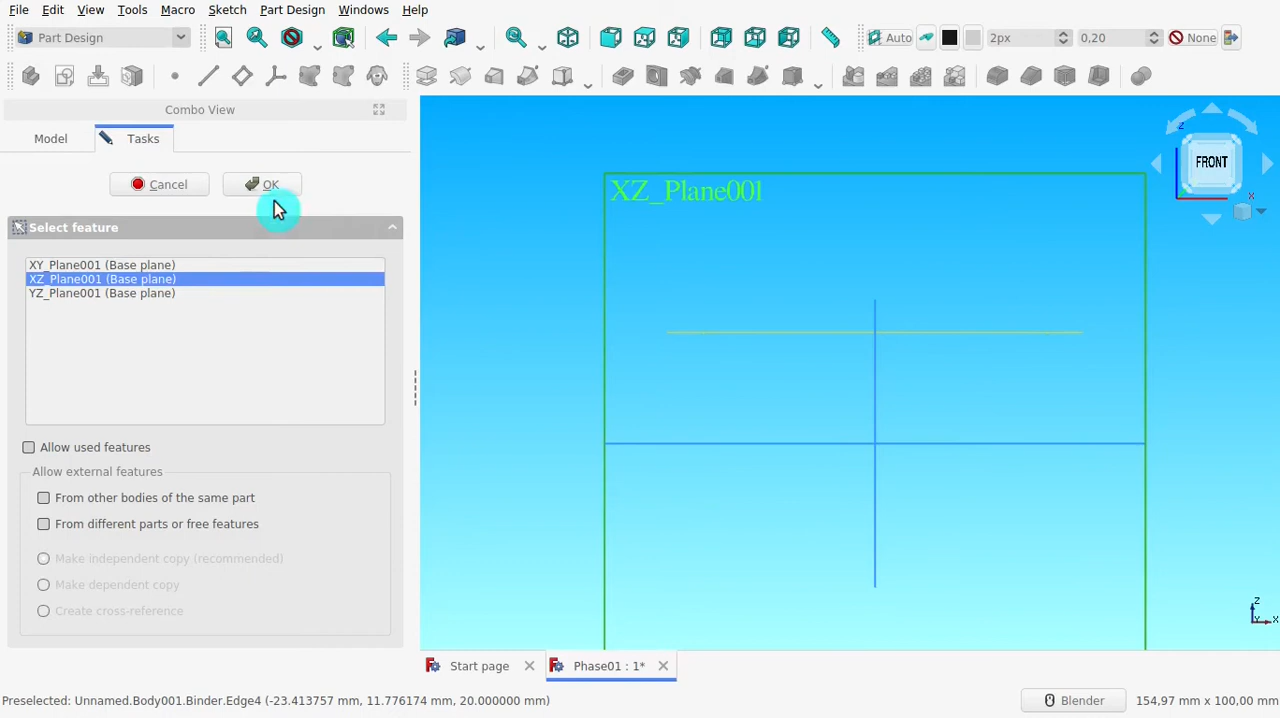 File Edit View Tools Macro Sketch Part Design Windows Help
Part Design Auto 2px 0,20 None
Combo View
Model Tasks
Cancel OK
Select feature
XY_Plane001 (Base plane)
XZ_Plane001 (Base plane)
YZ_Plane001 (Base plane)
Allow used features
Allow external features
From other bodies of the same part
From different parts or free features
Make independent copy (recommended)
Make dependent copy
Create cross-reference
XZ_Plane001
Z
FRONT
X
Z
Y X
Start page Phase01 : 1*
Preselected: Unnamed.Body001.Binder.Edge4 (-23.413757 mm, 11.776174 mm, 20.000000 mm) Blender 154,97 mm x 100,00 mm